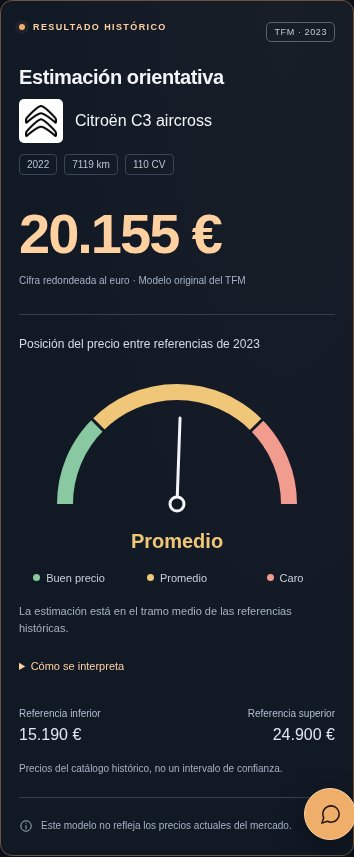 RESULTADO HISTÓRICO
TFM · 2023
Estimación orientativa
Citroën C3 aircross
2022
7119 km
110 CV
20.155 €
Cifra redondeada al euro · Modelo original del TFM
Posición del precio entre referencias de 2023
Promedio
Buen precio
Promedio
Caro
La estimación está en el tramo medio de las referencias
históricas.
Cómo se interpreta
Referencia inferior
Referencia superior
15.190 €
24.900 €
Precios del catálogo histórico, no un intervalo de confianza.
Este modelo no refleja los precios actuales del mercado.